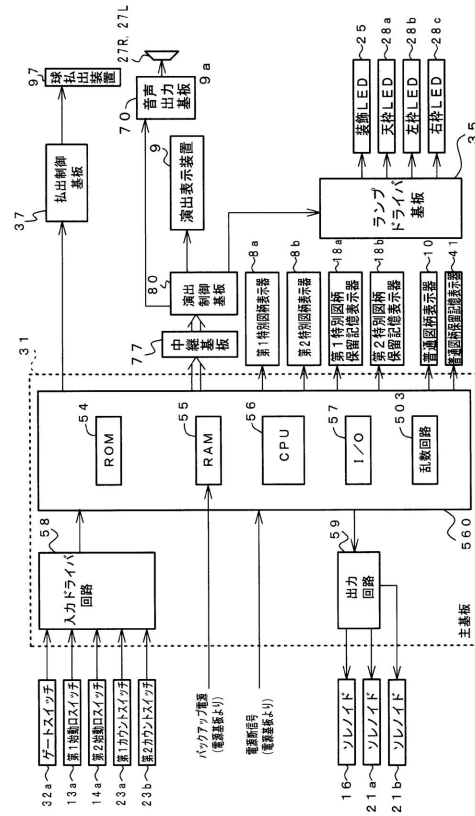 31
主基板
32a
ゲートスイッチ
13a
第1始動口スイッチ
14a
第2始動口スイッチ
23a
第1カウントスイッチ
23b
第2カウントスイッチ
58
入力ドライバ
回路
バックアップ電源
(電源基板より)
電源断信号
(電源基板より)
16
ソレノイド
21a
ソレノイド
21b
ソレノイド
59
出力
回路
54
ROM
55
RAM
56
CPU
57
I/O
503
乱数回路
560
37
払出制御
基板
97
球払出装置
77
中継基板
80
演出
制御
基板
9
演出表示装置
70
音声
出力
基板
9a
27R, 27L
8a
第1特別図柄表示器
8b
第2特別図柄表示器
18a
第1特別図柄
保留記憶表示器
18b
第2特別図柄
保留記憶表示器
10
普通図柄表示器
41
普通図柄保留記憶表示器
35
ランプ
ドライバ
基板
25
装飾LED
28a
天枠LED
28b
左枠LED
28c
右枠LED